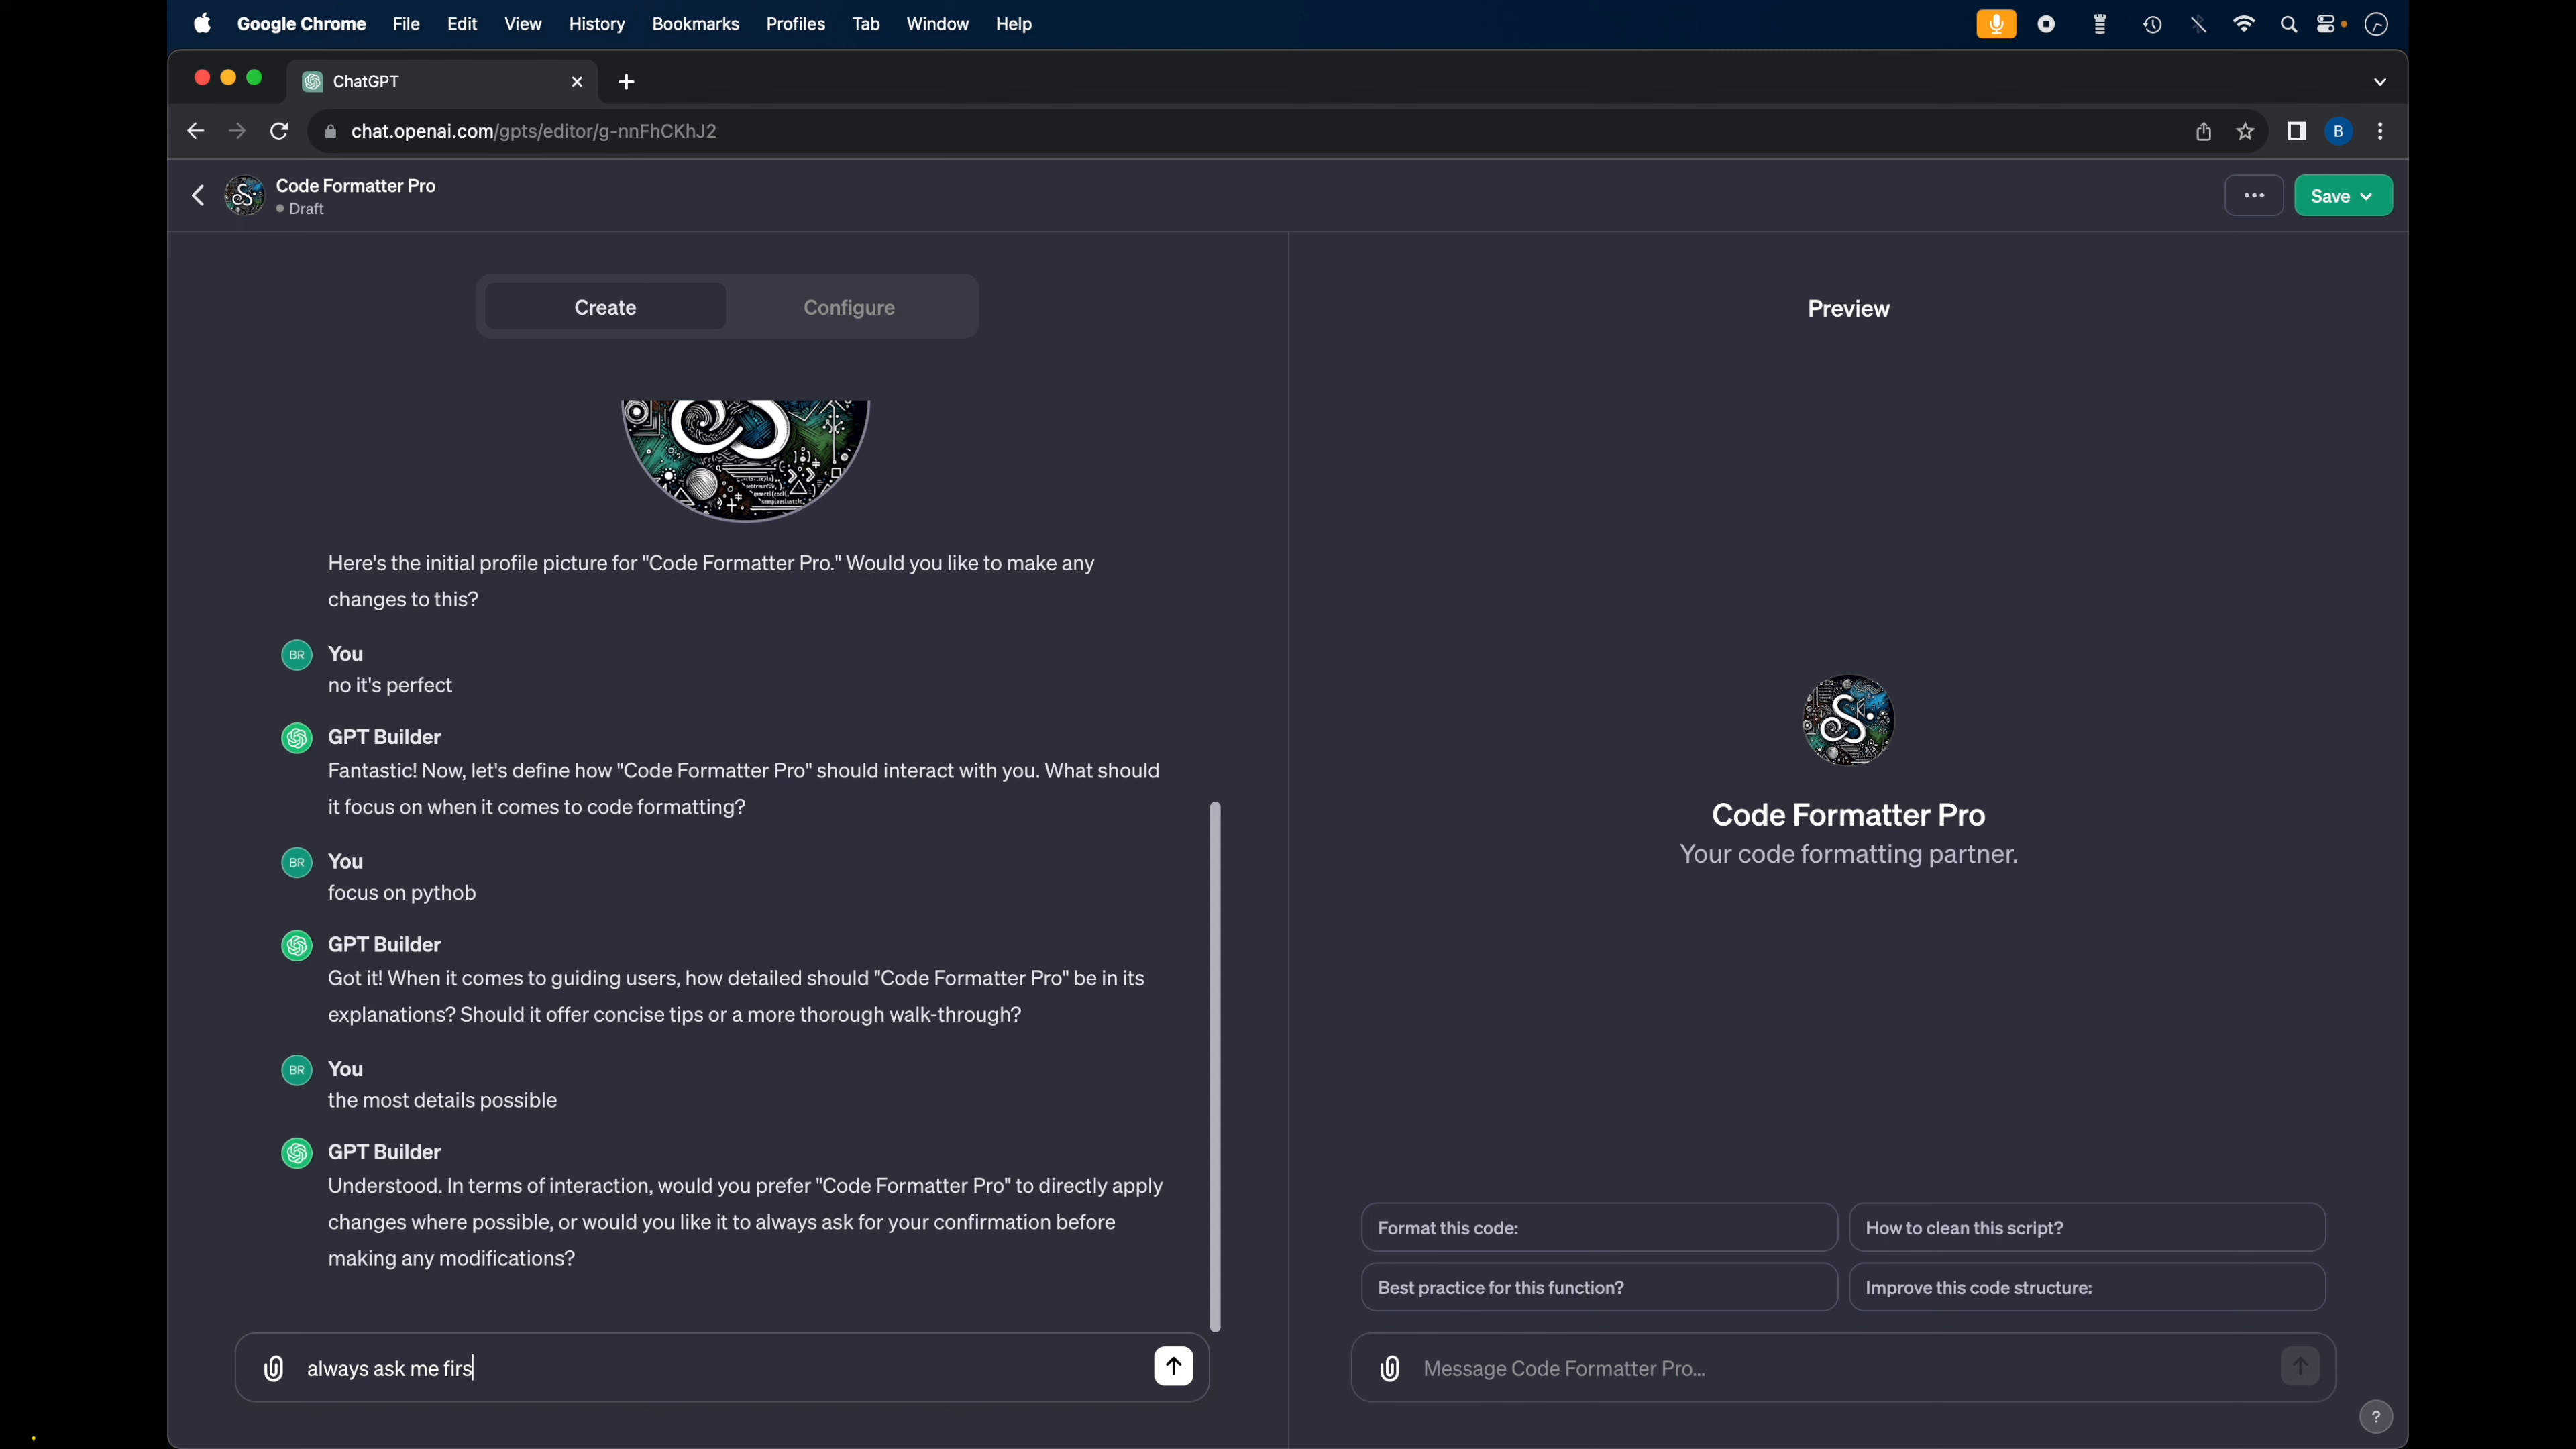 Google Chrome File Edit View History Bookmarks Profiles Tab Window Help
ChatGPT
chat.openai.com/gpts/editor/g-nnFhCKhJ2
B
Code Formatter Pro
Draft
Save
Create
Configure
Preview
Here's the initial profile picture for "Code Formatter Pro." Would you like to make any
changes to this?
BR
You
no it's perfect
GPT Builder
Fantastic! Now, let's define how "Code Formatter Pro" should interact with you. What should
it focus on when it comes to code formatting?
BR
You
focus on pythob
GPT Builder
Got it! When it comes to guiding users, how detailed should "Code Formatter Pro" be in its
explanations? Should it offer concise tips or a more thorough walk-through?
BR
You
the most details possible
GPT Builder
Understood. In terms of interaction, would you prefer "Code Formatter Pro" to directly apply
changes where possible, or would you like it to always ask for your confirmation before
making any modifications?
always ask me firs
Code Formatter Pro
Your code formatting partner.
Format this code:
How to clean this script?
Best practice for this function?
Improve this code structure:
Message Code Formatter Pro...
?